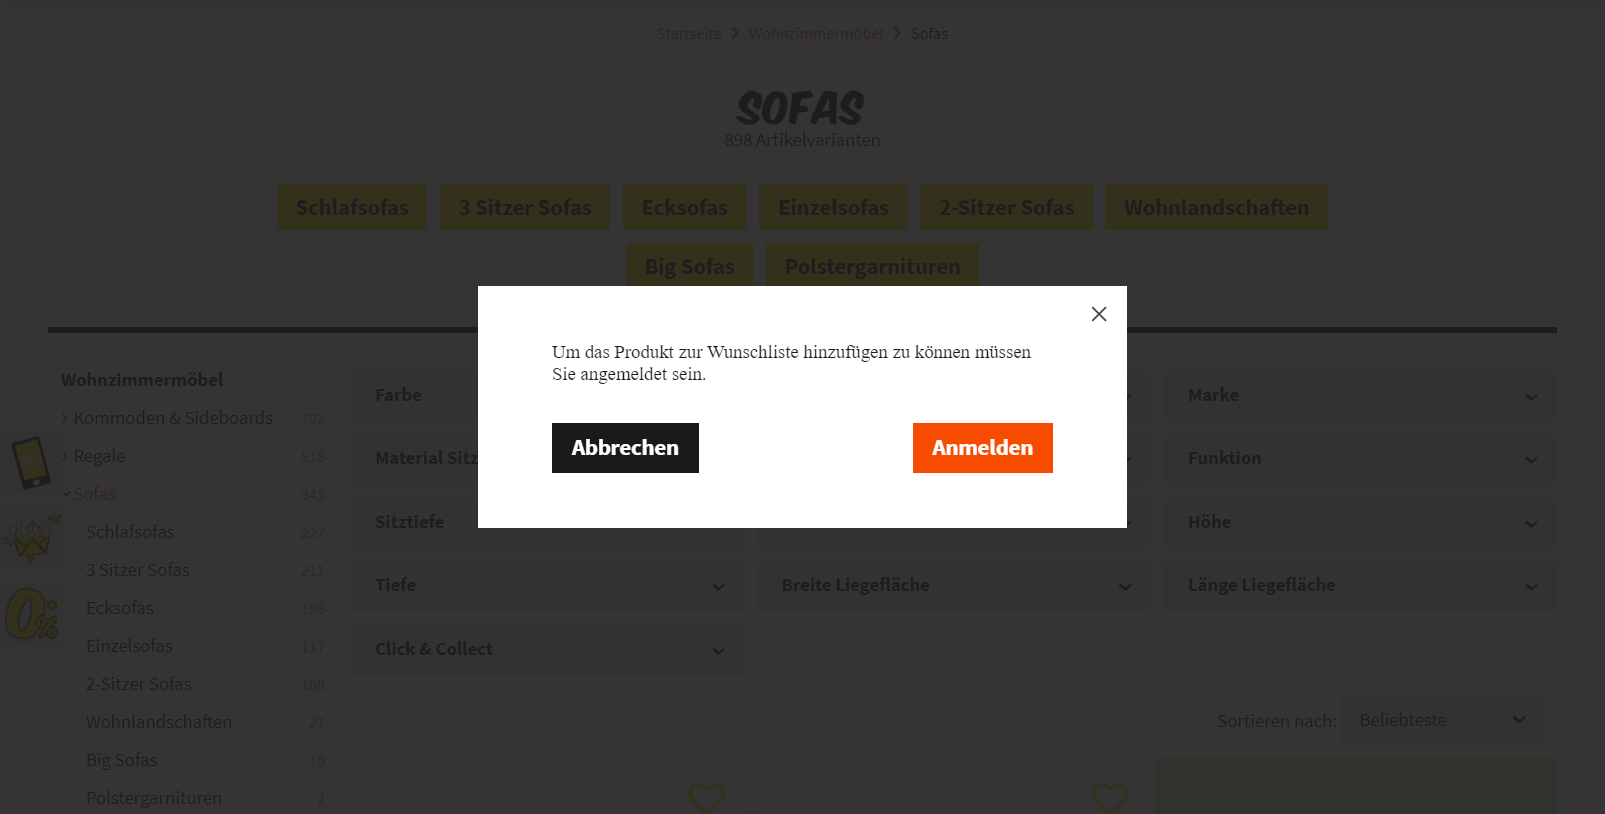 Startseite > Wohnzimmermöbel > Sofas
SOFAS
898 Artikelvarianten
Schlafsofas 3 Sitzer Sofas Ecksofas Einzelsofas 2-Sitzer Sofas Wohnlandschaften
Big Sofas Polstergarnituren
Um das Produkt zur Wunschliste hinzufügen zu können müssen
Sie angemeldet sein.
Abbrechen Anmelden
Wohnzimmermöbel
Kommoden & Sideboards 792
Regale 518
Sofas 343
Schlafsofas 227
3 Sitzer Sofas 211
Ecksofas 198
Einzelsofas 117
2-Sitzer Sofas 108
Wohnlandschaften 27
Big Sofas 10
Polstergarnituren 2
NEWS
0%
Farbe Marke
Material Sitz Funktion
Sitztiefe Höhe
Tiefe Breite Liegefläche Länge Liegefläche
Click & Collect
Sortieren nach: Beliebteste